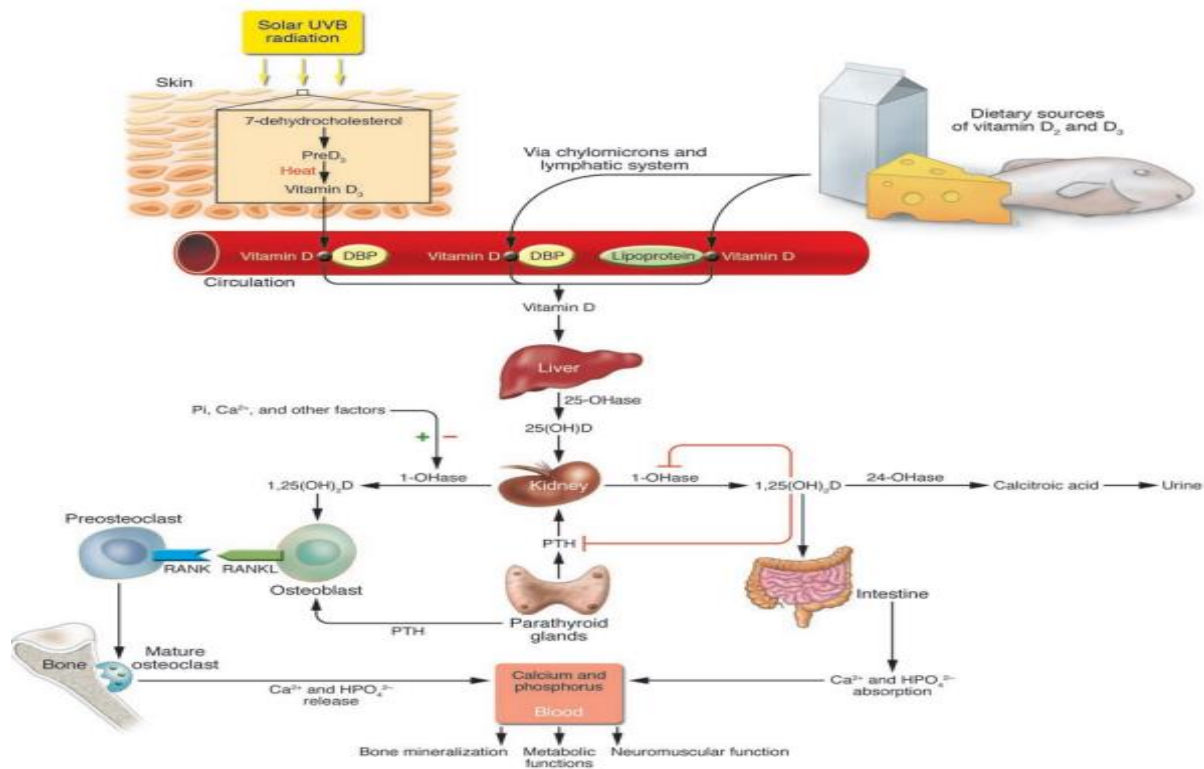 Solar UVB
radiation
Skin
7-dehydrocholesterol
PreD₃
Heat
Vitamin D₃
Via chylomicrons and
lymphatic system
Dietary sources
of vitamin D₂ and D₃
Vitamin D DBP
Vitamin D DBP
Lipoprotein Vitamin D
Circulation
Vitamin D
Liver
25-OHase
Pi, Ca²⁺, and other factors
25(OH)D
+ −
1-OHase
Kidney
1-OHase
1,25(OH)₂D
1,25(OH)₂D
24-OHase
Calcitroic acid
Urine
Preosteoclast
RANK
RANKL
Osteoblast
PTH
PTH
Parathyroid
glands
Intestine
Bone
Mature
osteoclast
Ca²⁺ and HPO₄²⁻
release
Calcium and
phosphorus
Blood
Ca²⁺ and HPO₄²⁻
absorption
Bone mineralization
Metabolic
functions
Neuromuscular function